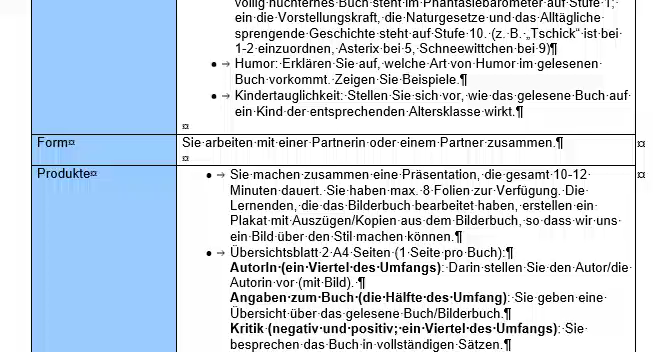 völlig nüchternes Buch steht im Phantasiebarometer auf Stufe 1;
ein die Vorstellungskraft, die Naturgesetze und das Alltägliche
sprengende Geschichte steht auf Stufe 10. (z. B. „Tschick“ ist bei
1-2 einzuordnen, Asterix bei 5, Schneewittchen bei 9)¶
• → Humor: Erklären Sie auf, welche Art von Humor im gelesenen
Buch vorkommt. Zeigen Sie Beispiele.¶
• → Kindertauglichkeit: Stellen Sie sich vor, wie das gelesene Buch auf
ein Kind der entsprechenden Altersklasse wirkt.¶
¤
Form¤ Sie arbeiten mit einer Partnerin oder einem Partner zusammen.¶ ¤
¤
Produkte¤ • → Sie machen zusammen eine Präsentation, die gesamt 10-12 ¤
Minuten dauert. Sie haben max. 8 Folien zur Verfügung. Die
Lernenden, die das Bilderbuch bearbeitet haben, erstellen ein
Plakat mit Auszügen/Kopien aus dem Bilderbuch, so dass wir uns
ein Bild über den Stil machen können.¶
• → Übersichtsblatt 2 A4 Seiten (1 Seite pro Buch):¶
AutorIn (ein Viertel des Umfangs): Darin stellen Sie den Autor/die
Autorin vor (mit Bild). ¶
Angaben zum Buch (die Hälfte des Umfang): Sie geben eine
Übersicht über das gelesene Buch/Bilderbuch.¶
Kritik (negativ und positiv; ein Viertel des Umfangs): Sie
besprechen das Buch in vollständigen Sätzen.¶